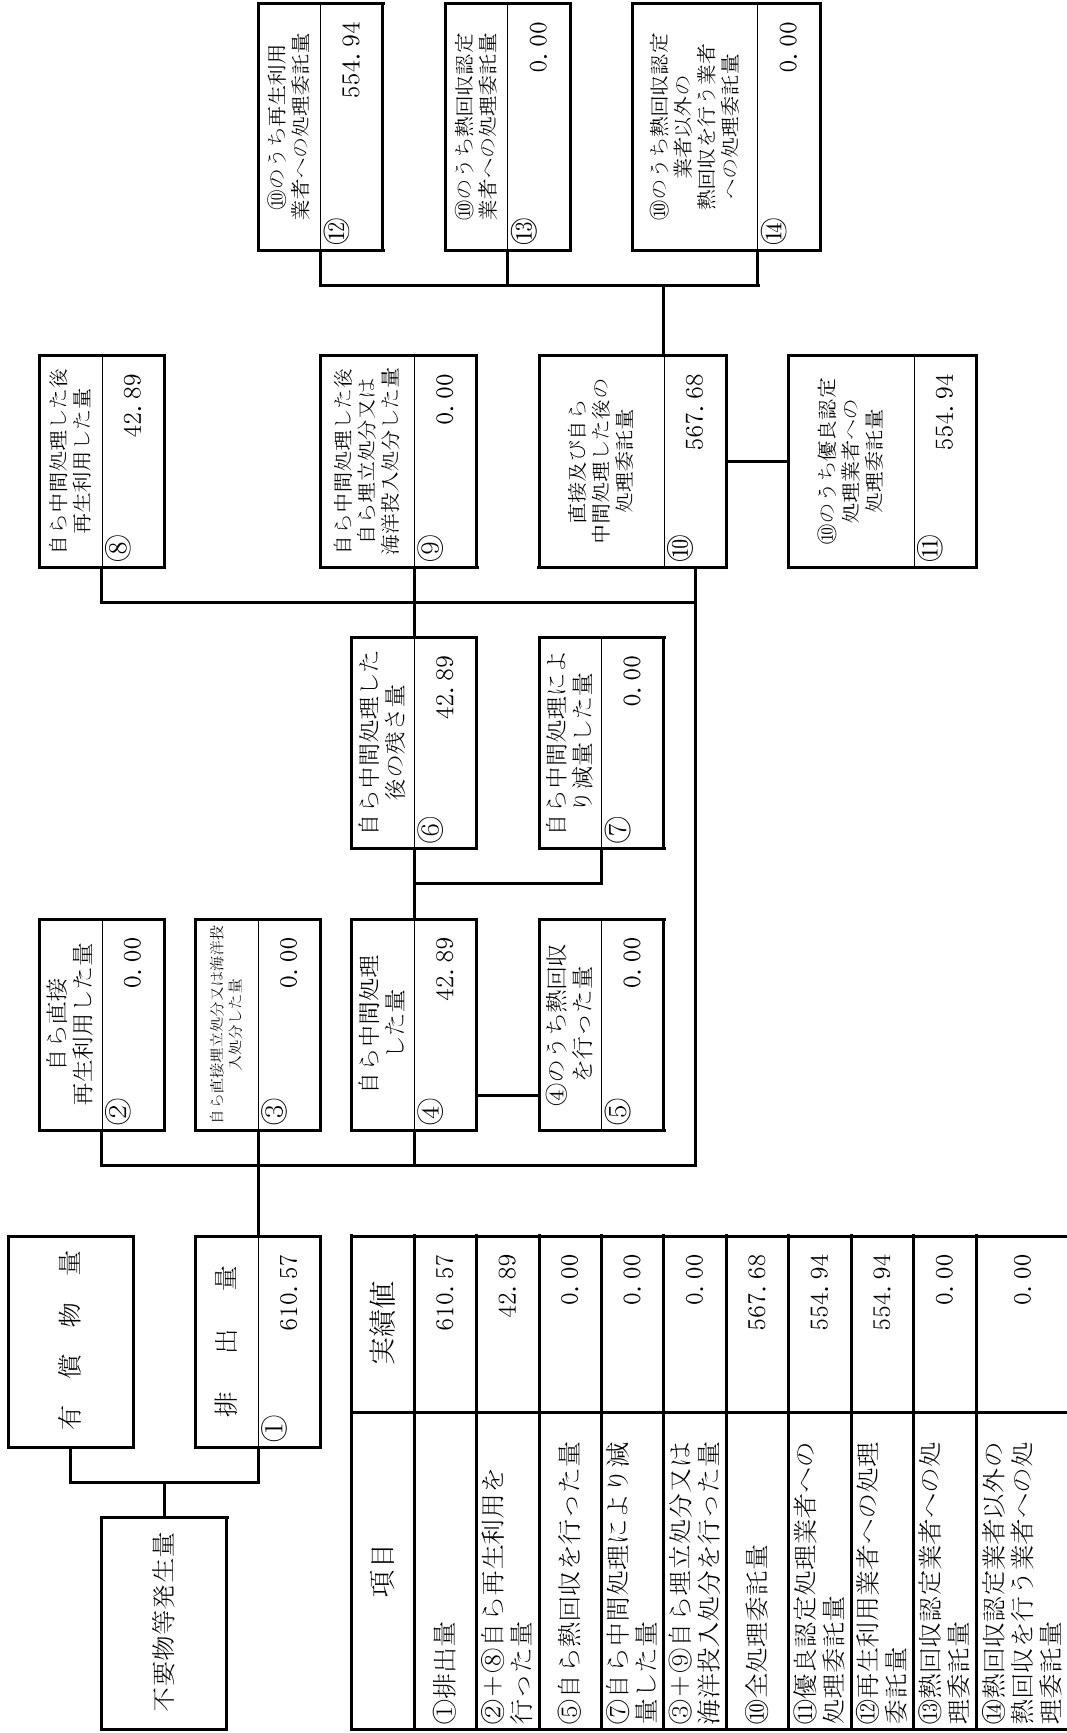 不要物等発生量
有　償　物　量
排　出　量
①
610.57
自ら直接
再生利用した量
②
0.00
自ら直接埋立処分又は海洋投
入処分した量
③
0.00
自ら中間処理
した量
④
42.89
④のうち熱回収
を行った量
⑤
0.00
自ら中間処理した
後の残さ量
⑥
42.89
自ら中間処理によ
り減量した量
⑦
0.00
自ら中間処理した後
再生利用した量
⑧
42.89
自ら中間処理した後
自ら埋立処分又は
海洋投入処分した量
⑨
0.00
直接及び自ら
中間処理した後の
処理委託量
⑩
567.68
⑩のうち優良認定
処理業者への
処理委託量
⑪
554.94
⑩のうち再生利用
業者への処理委託量
⑫
554.94
⑩のうち熱回収認定
業者への処理委託量
⑬
0.00
⑩のうち熱回収認定
業者以外の
熱回収を行う業者
への処理委託量
⑭
0.00
項目　実績値
①排出量　610.57
②＋⑧自ら再生利用を
行った量　42.89
⑤自ら熱回収を行った量　0.00
⑦自ら中間処理により減
量した量　0.00
③＋⑨自ら埋立処分又は
海洋投入処分を行った量　0.00
⑩全処理委託量　567.68
⑪優良認定処理業者への
処理委託量　554.94
⑫再生利用業者への処理
委託量　554.94
⑬熱回収認定業者への処
理委託量　0.00
⑭熱回収認定業者以外の
熱回収を行う業者への処
理委託量　0.00